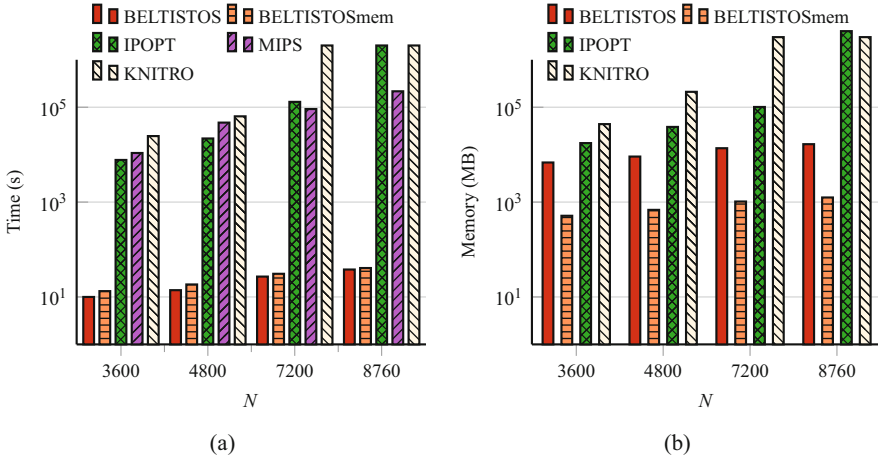 BELTISTOS BELTISTOSmem
IPOPT MIPS
KNITRO
Time (s)
10^5
10^3
10^1
3600 4800 7200 8760
N
(a)
BELTISTOS BELTISTOSmem
IPOPT
KNITRO
Memory (MB)
10^5
10^3
10^1
3600 4800 7200 8760
N
(b)